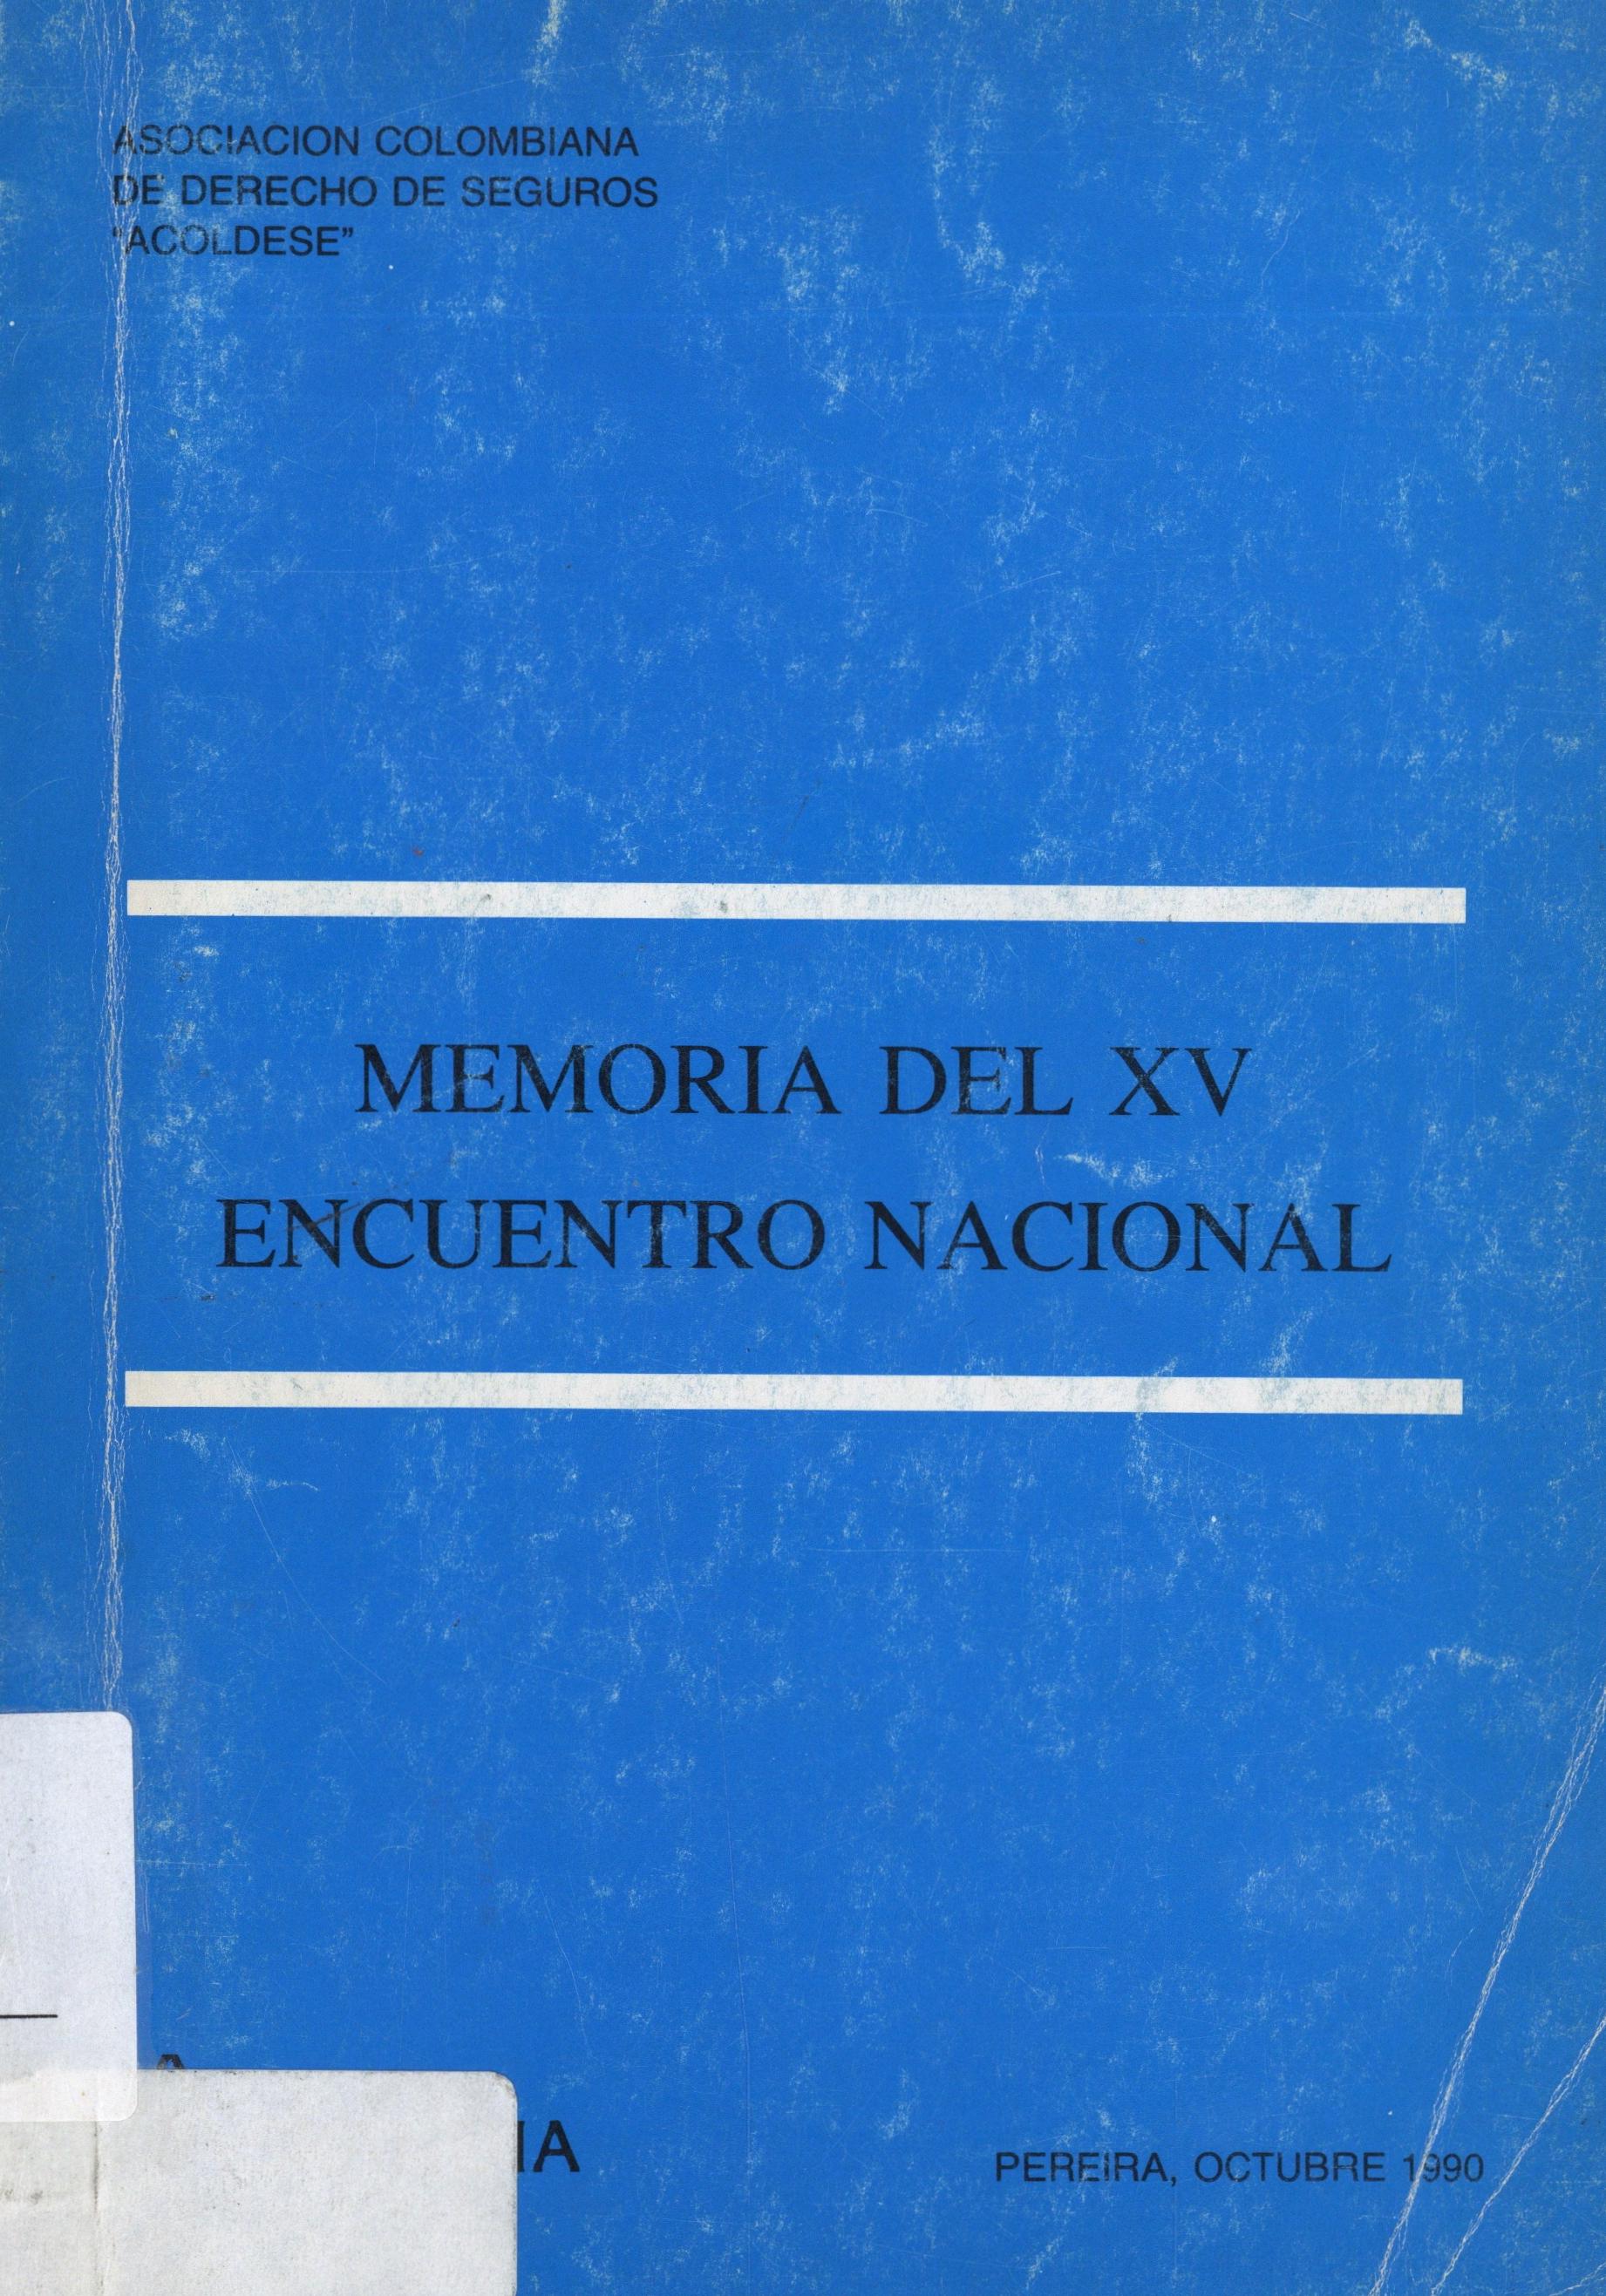 ASOCIACION COLOMBIANA
DE DERECHO DE SEGUROS
"ACOLDESE”
MEMORIA DEL XV
ENCUENTRO NACIONAL
PEREIRA, OCTUBRE 1990